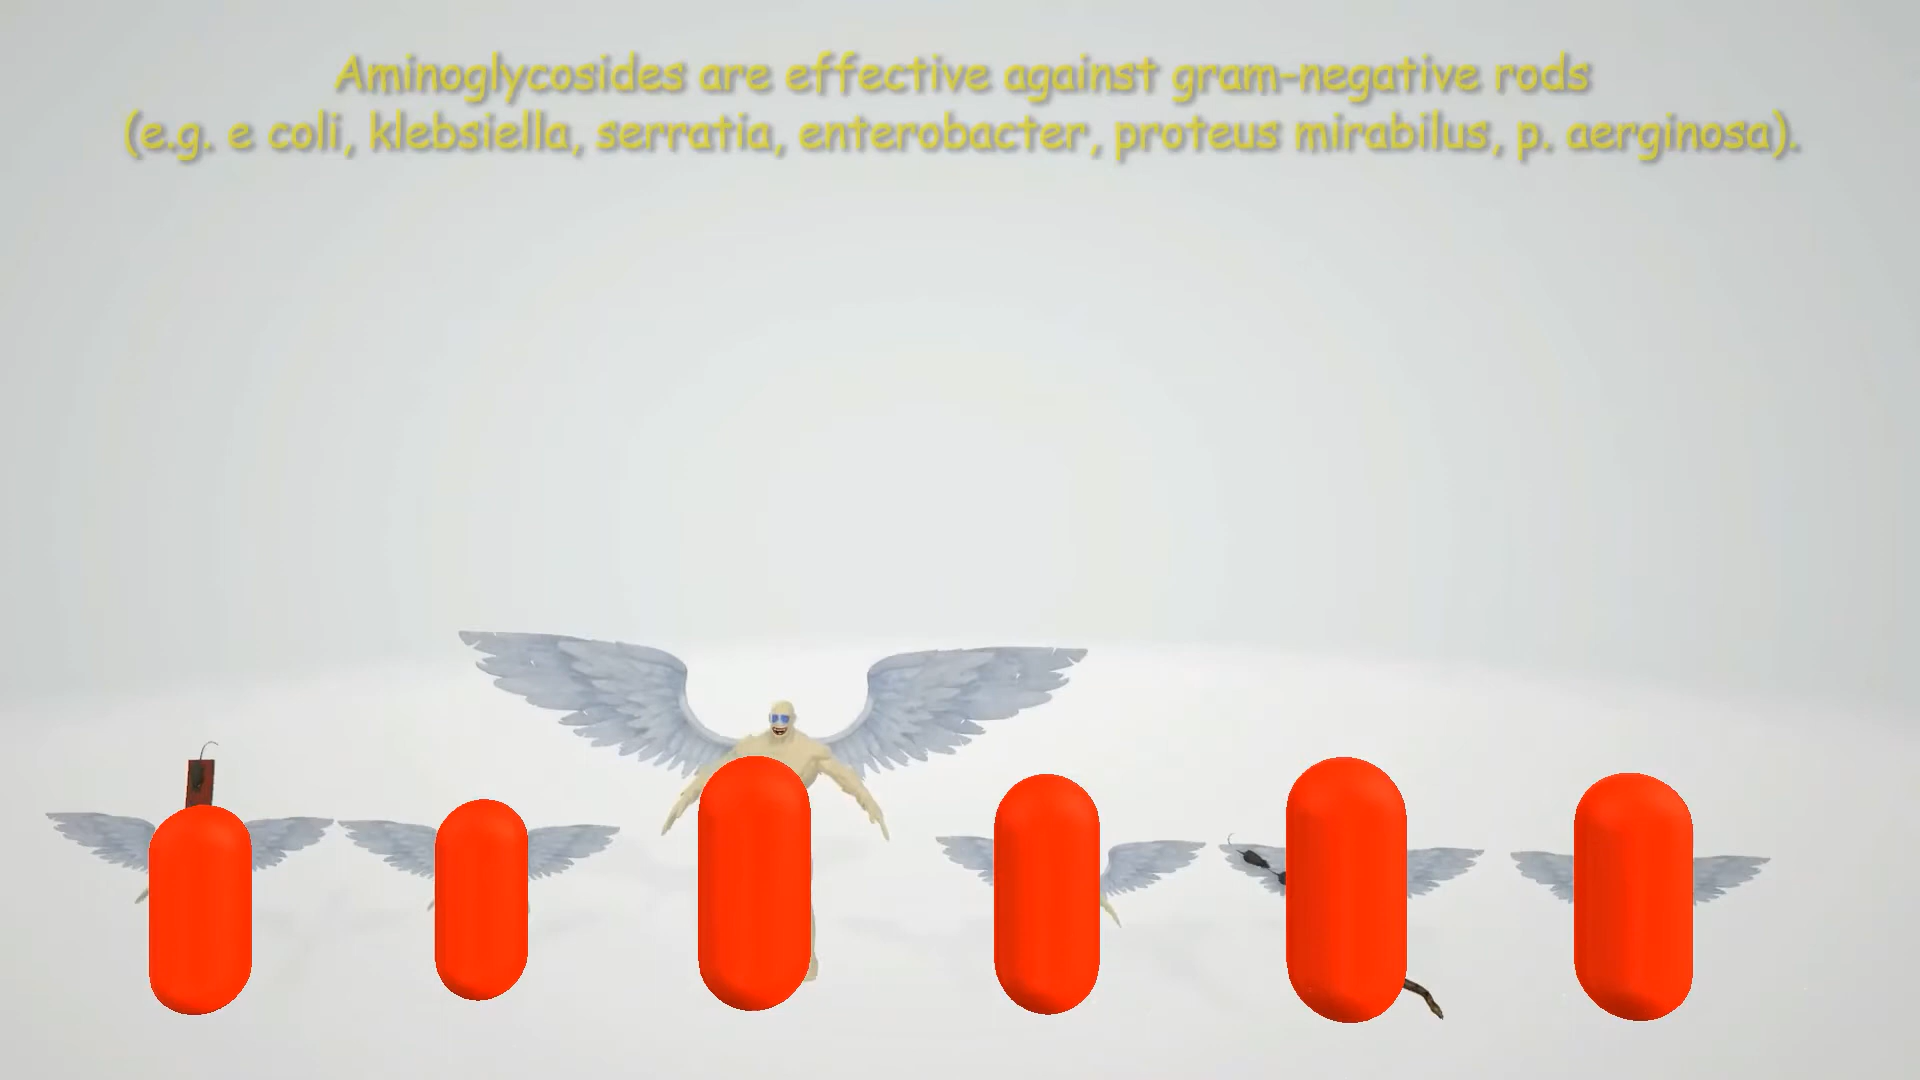 Aminoglycosides are effective against gram-negative rods
(e.g. e coli, klebsiella, serratia, enterobacter, proteus mirabilus, p. aerginosa).